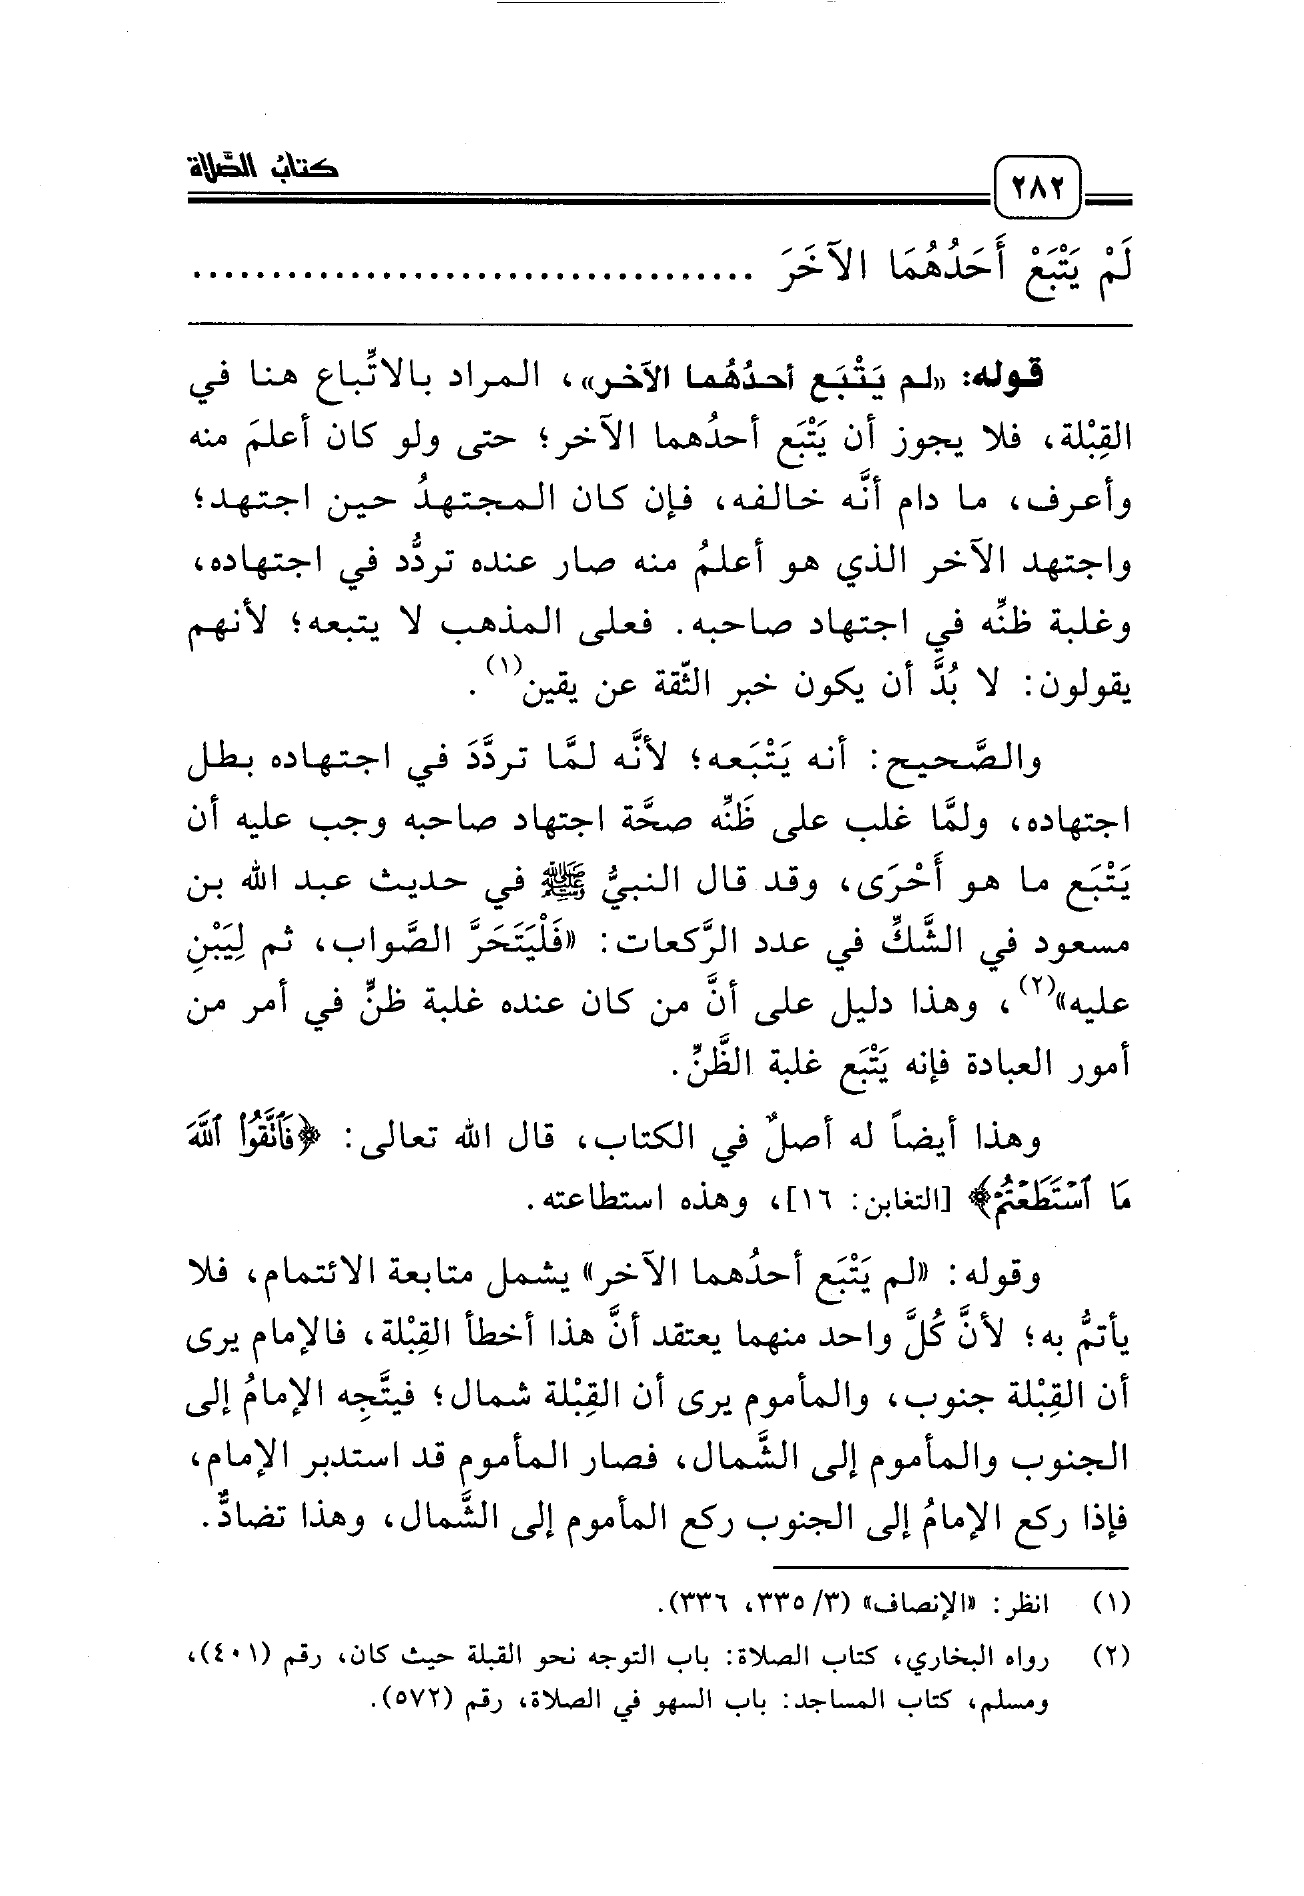 كتاب الصَّلاة
٢٨٢
لَمْ يَتْبَعْ أَحَدُهُمَا الآخَرَ ....................................
قوله: «لم يَتْبَع أحدُهُما الآخر»، المراد بالاتِّباع هنا في
القِبْلة، فلا يجوز أن يَتْبَع أحدُهما الآخر؛ حتى ولو كان أعلمَ منه
وأعرف، ما دام أنَّه خالفه، فإن كان المجتهدُ حين اجتهد؛
واجتهد الآخر الذي هو أعلمُ منه صار عنده تردُّد في اجتهاده،
وغلبة ظنِّه في اجتهاد صاحبه. فعلى المذهب لا يتبعه؛ لأنهم
يقولون: لا بُدَّ أن يكون خبر الثّقة عن يقين(١).
والصَّحيح: أنه يَتْبَعه؛ لأنَّه لمَّا تردَّدَ في اجتهاده بطل
اجتهاده، ولمَّا غلب على ظَنِّه صحَّة اجتهاد صاحبه وجب عليه أن
يَتْبَع ما هو أَحْرَى، وقد قال النبيُّ ﷺ في حديث عبد الله بن
مسعود في الشَّكِّ في عدد الرَّكعات: «فَلْيَتَحَرَّ الصَّواب، ثم لِيَبْنِ
عليه»(٢)، وهذا دليل على أنَّ من كان عنده غلبة ظنٍّ في أمر من
أمور العبادة فإنه يَتْبَع غلبة الظَّنِّ.
وهذا أيضاً له أصلٌ في الكتاب، قال الله تعالى: ﴿فَٱتَّقُوا۟ ٱللَّهَ
مَا ٱسْتَطَعْتُمْ﴾ [التغابن: ١٦]، وهذه استطاعته.
وقوله: «لم يَتْبَع أحدُهما الآخر» يشمل متابعة الائتمام، فلا
يأتمُّ به؛ لأنَّ كُلَّ واحد منهما يعتقد أنَّ هذا أخطأ القِبْلة، فالإمام يرى
أن القِبْلة جنوب، والمأموم يرى أن القِبْلة شمال؛ فيتَّجِه الإمامُ إلى
الجنوب والمأموم إلى الشَّمال، فصار المأموم قد استدبر الإمام،
فإذا ركع الإمامُ إلى الجنوب ركع المأموم إلى الشَّمال، وهذا تضادٌّ.
(١) انظر: «الإنصاف» (٣/ ٣٣٥، ٣٣٦).
(٢) رواه البخاري، كتاب الصلاة: باب التوجه نحو القبلة حيث كان، رقم (٤٠١)،
ومسلم، كتاب المساجد: باب السهو في الصلاة، رقم (٥٧٢).